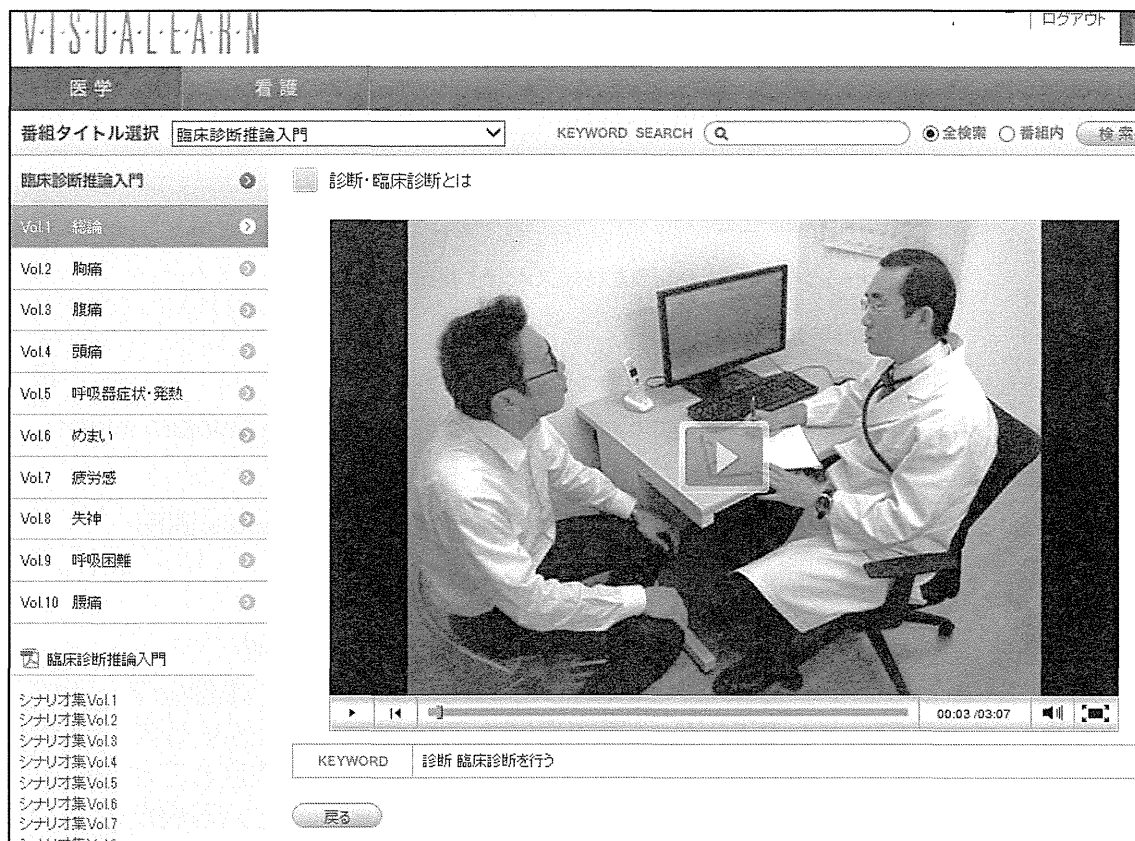 V·I·S·U·A·L·E·A·R·N
ログアウト
医学 看護
番組タイトル選択 臨床診断推論入門 KEYWORD SEARCH 全検索 番組内 検索
臨床診断推論入門
診断・臨床診断とは
Vol.1 総論
Vol.2 胸痛
Vol.3 腹痛
Vol.4 頭痛
Vol.5 呼吸器症状・発熱
Vol.6 めまい
Vol.7 疲労感
Vol.8 失神
Vol.9 呼吸困難
Vol.10 腰痛
臨床診断推論入門
シナリオ集Vol.1
シナリオ集Vol.2
シナリオ集Vol.3
シナリオ集Vol.4
シナリオ集Vol.5
シナリオ集Vol.6
シナリオ集Vol.7
00:03 /03:07
KEYWORD 診断 臨床診断を行う
戻る